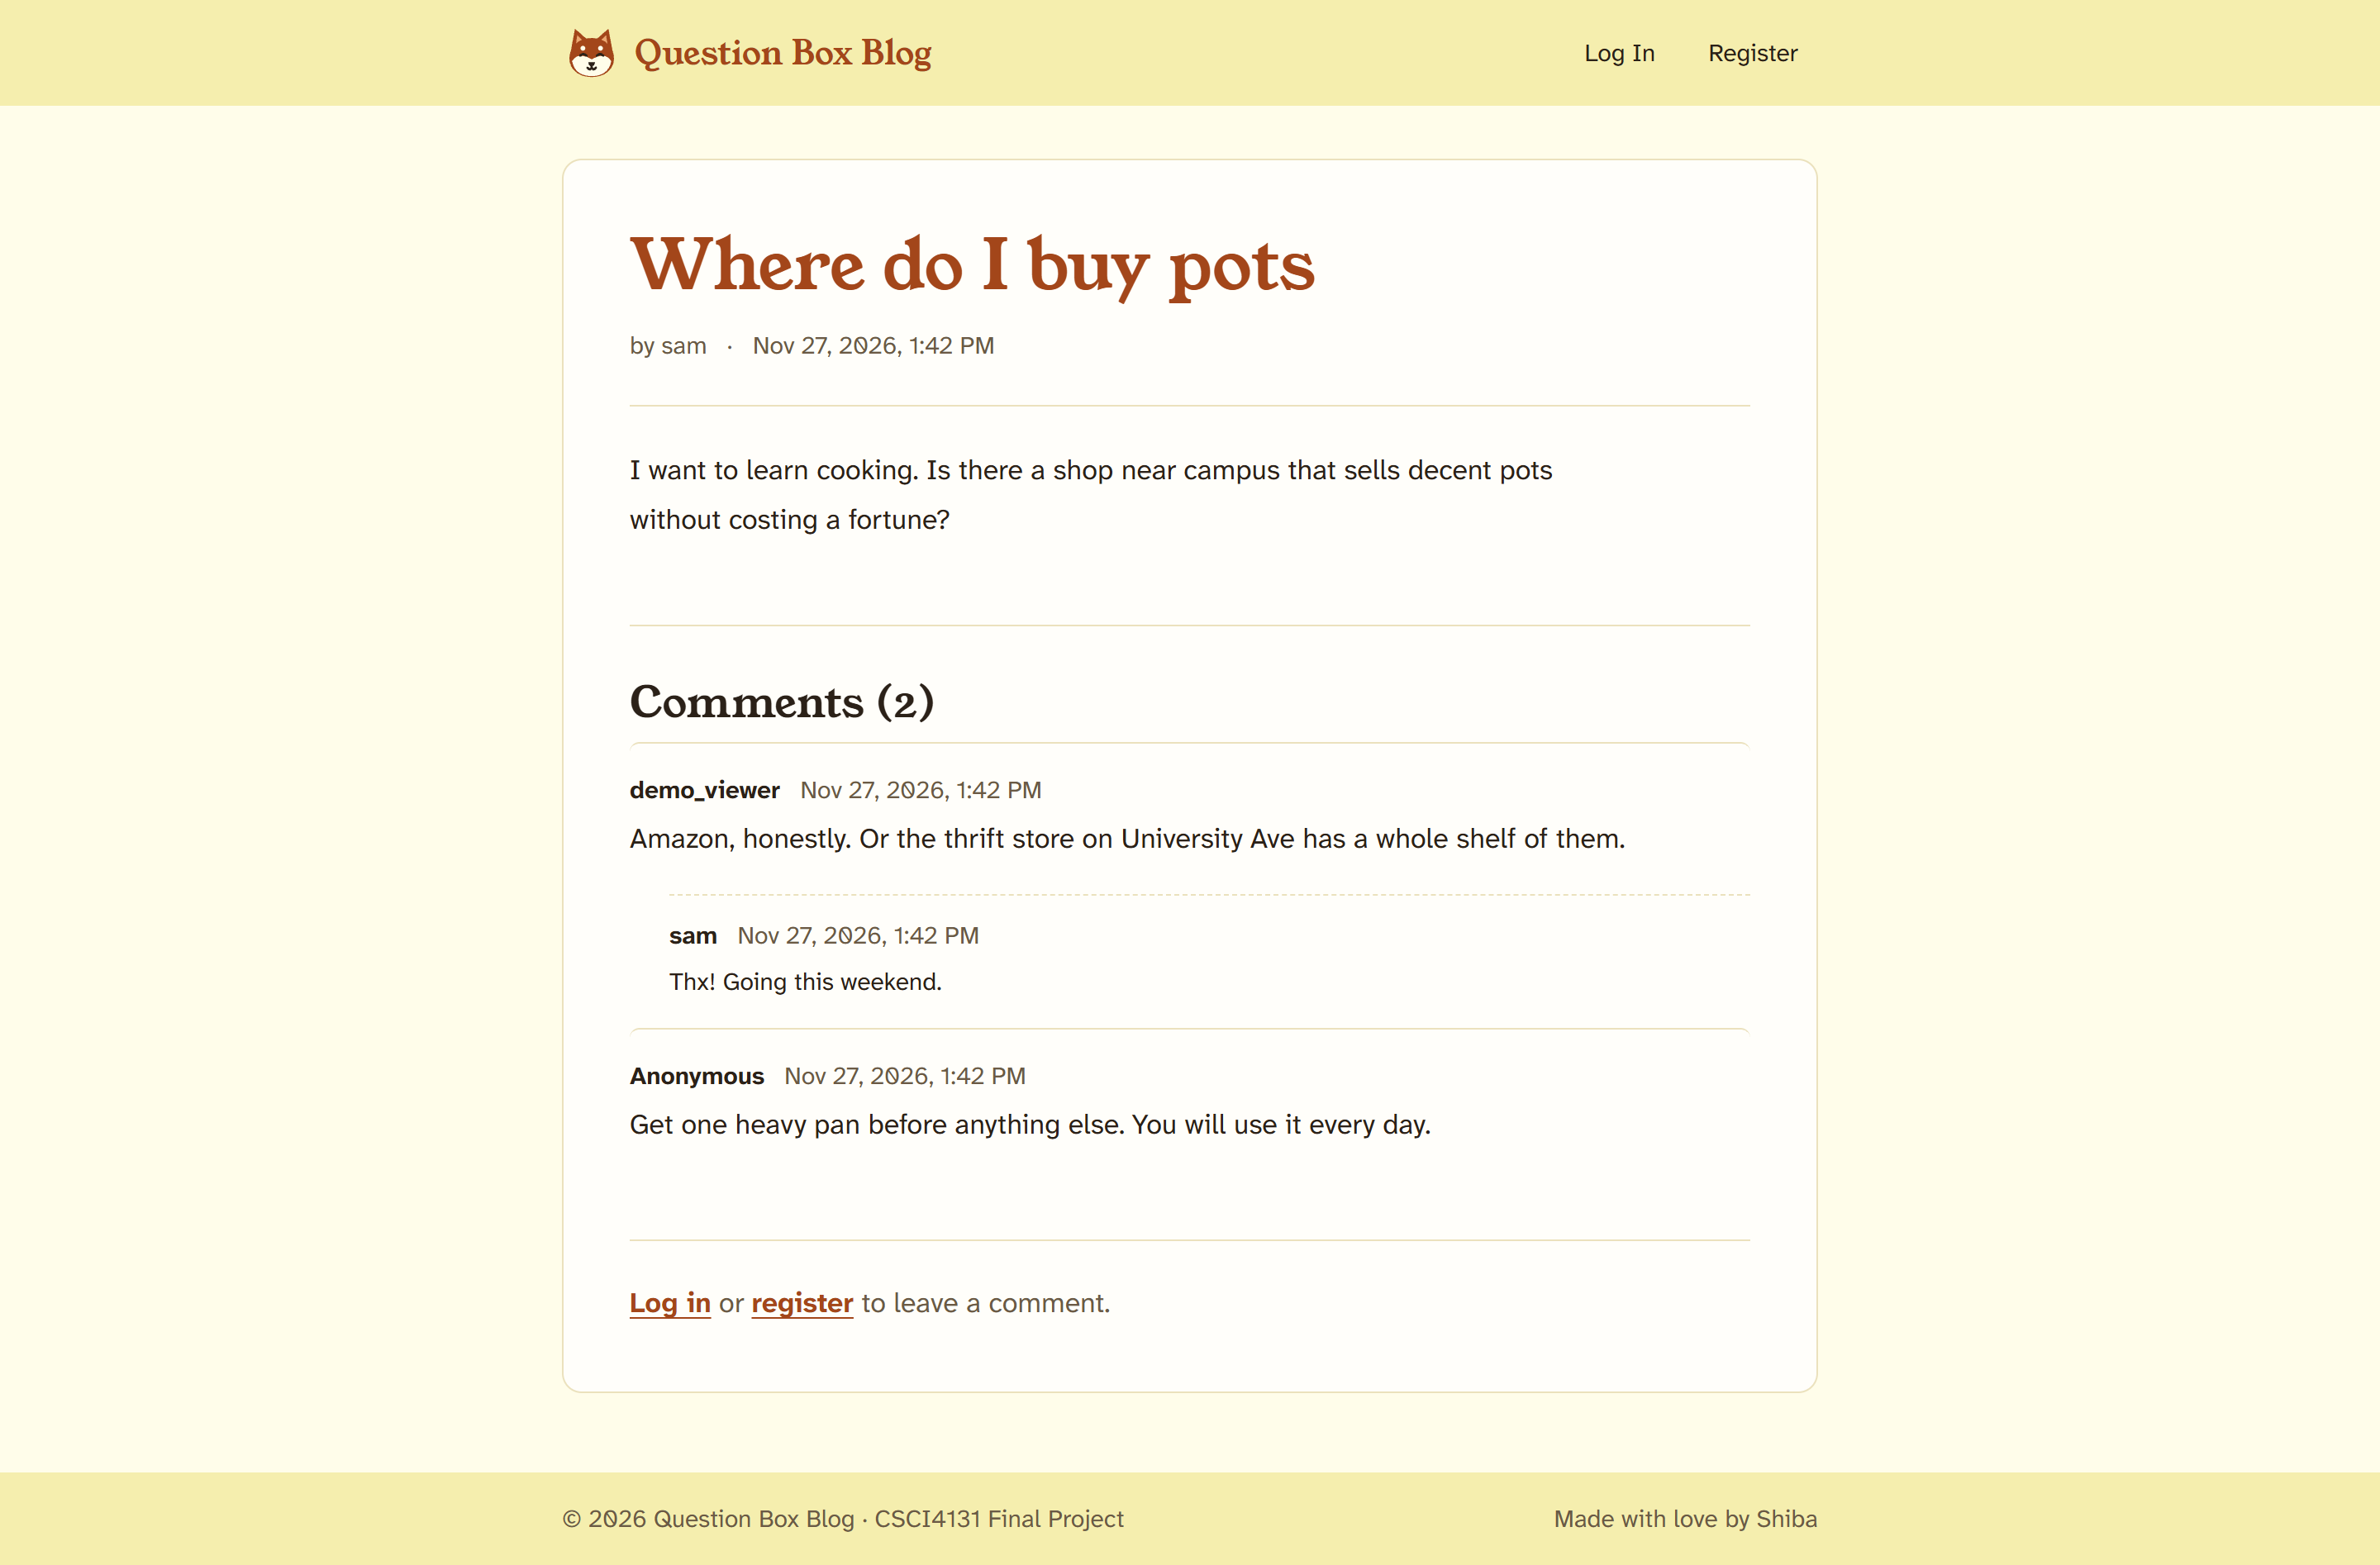 Question Box Blog
Log In
Register
Where do I buy pots
by sam · Nov 27, 2026, 1:42 PM
I want to learn cooking. Is there a shop near campus that sells decent pots
without costing a fortune?
Comments (2)
demo_viewer Nov 27, 2026, 1:42 PM
Amazon, honestly. Or the thrift store on University Ave has a whole shelf of them.
sam Nov 27, 2026, 1:42 PM
Thx! Going this weekend.
Anonymous Nov 27, 2026, 1:42 PM
Get one heavy pan before anything else. You will use it every day.
Log in or register to leave a comment.
© 2026 Question Box Blog · CSCI4131 Final Project
Made with love by Shiba